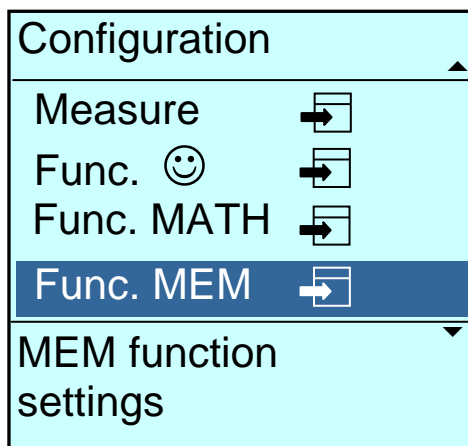 Configuration
Measure
Func. ☺
Func. MATH
Func. MEM
MEM function
settings